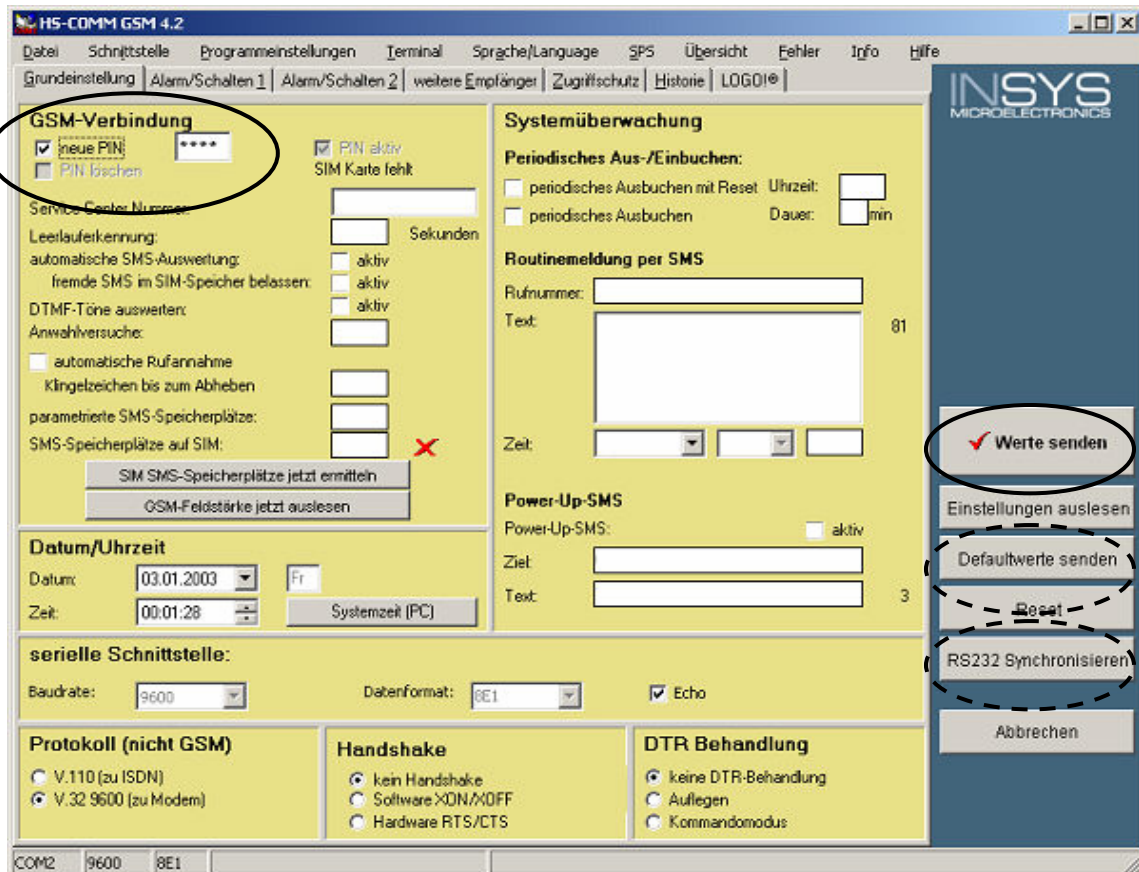 HS-COMM GSM 4.2
Datei Schnittstelle Programmeinstellungen Terminal Sprache/Language SPS Übersicht Fehler Info Hilfe
Grundeinstellung Alarm/Schalten 1 Alarm/Schalten 2 weitere Empfänger Zugriffschutz Historie LOGO!®
INSYS
MICROELECTRONICS
GSM-Verbindung
neue PIN ****
PIN löschen
PIN aktiv
SIM Karte fehlt
Service Center Nummer:
Leerlauferkennung: Sekunden
automatische SMS-Auswertung: aktiv
fremde SMS im SIM-Speicher belassen: aktiv
DTMF-Töne auswerten: aktiv
Anwahlversuche:
automatische Rufannahme
Klingelzeichen bis zum Abheben
parametrierte SMS-Speicherplätze:
SMS-Speicherplätze auf SIM:
SIM SMS-Speicherplätze jetzt ermitteln
GSM-Feldstärke jetzt auslesen
Systemüberwachung
Periodisches Aus-/Einbuchen:
periodisches Ausbuchen mit Reset Uhrzeit:
periodisches Ausbuchen Dauer: min
Routinemeldung per SMS
Rufnummer:
Text: 81
Zeit:
Power-Up-SMS
Power-Up-SMS: aktiv
Ziel:
Text: 3
Datum/Uhrzeit
Datum: 03.01.2003 Fr
Zeit: 00:01:28 Systemzeit (PC)
serielle Schnittstelle:
Baudrate: 9600 Datenformat: 8E1 Echo
Protokoll (nicht GSM)
V.110 (zu ISDN)
V.32 9600 (zu Modem)
Handshake
kein Handshake
Software XON/XOFF
Hardware RTS/CTS
DTR Behandlung
keine DTR-Behandlung
Auflegen
Kommandomodus
Werte senden
Einstellungen auslesen
Defaultwerte senden
Reset
RS232 Synchronisieren
Abbrechen
COM2 9600 8E1